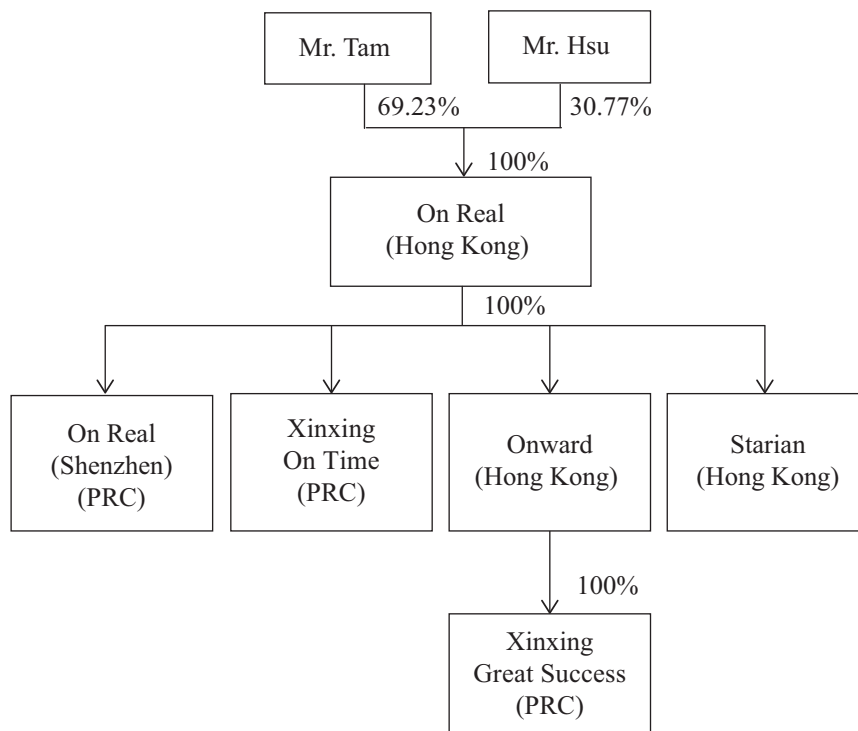 Mr. Tam
Mr. Hsu
69.23%
30.77%
100%
On Real
(Hong Kong)
100%
On Real
(Shenzhen)
(PRC)
Xinxing
On Time
(PRC)
Onward
(Hong Kong)
Starian
(Hong Kong)
100%
Xinxing
Great Success
(PRC)